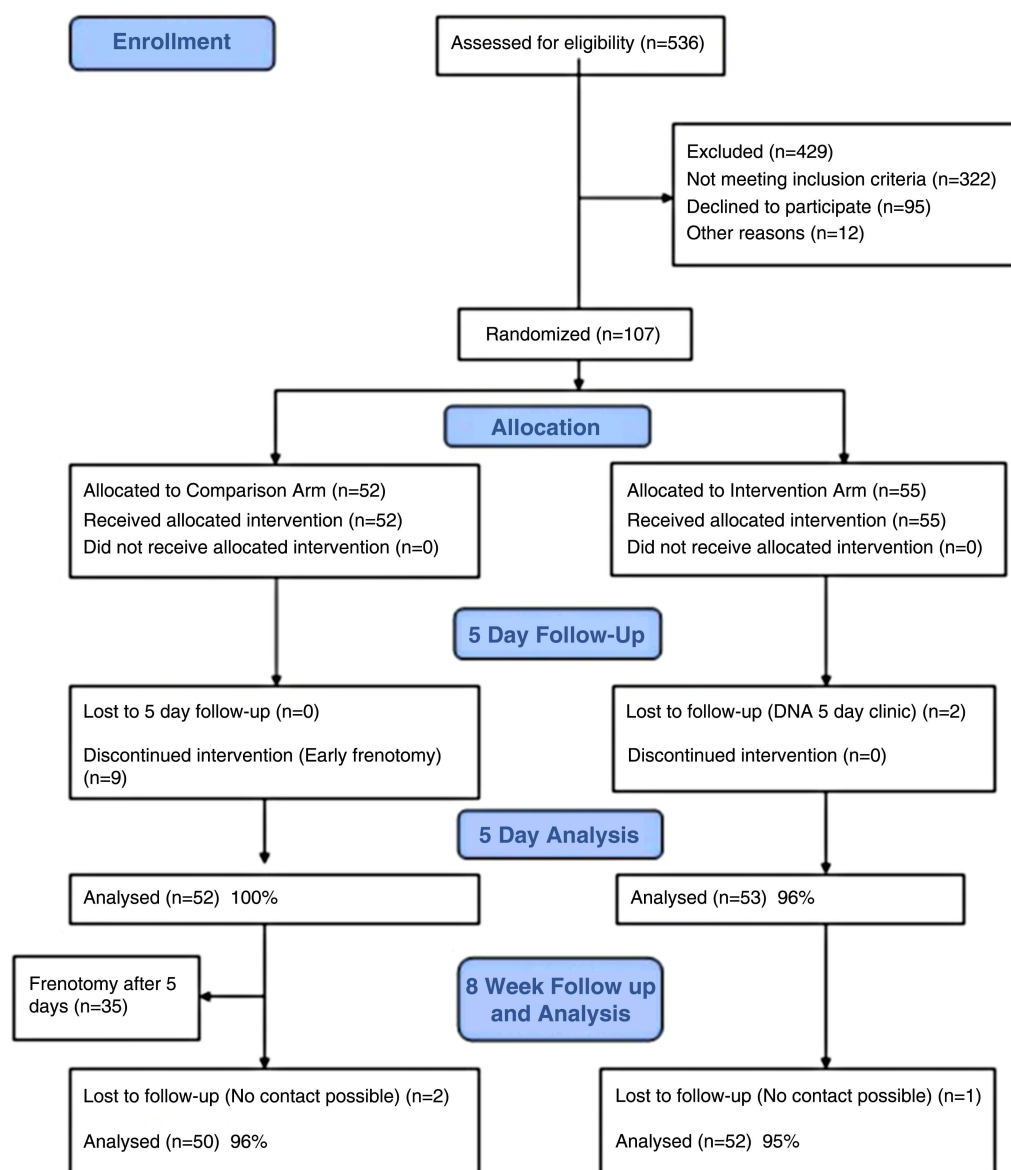 Enrollment
Assessed for eligibility (n=536)
Excluded (n=429)
Not meeting inclusion criteria (n=322)
Declined to participate (n=95)
Other reasons (n=12)
Randomized (n=107)
Allocation
Allocated to Comparison Arm (n=52)
Received allocated intervention (n=52)
Did not receive allocated intervention (n=0)
Allocated to Intervention Arm (n=55)
Received allocated intervention (n=55)
Did not receive allocated intervention (n=0)
5 Day Follow-Up
Lost to 5 day follow-up (n=0)
Discontinued intervention (Early frenotomy)
(n=9)
Lost to follow-up (DNA 5 day clinic) (n=2)
Discontinued intervention (n=0)
5 Day Analysis
Analysed (n=52) 100%
Analysed (n=53) 96%
Frenotomy after 5
days (n=35)
8 Week Follow up
and Analysis
Lost to follow-up (No contact possible) (n=2)
Analysed (n=50) 96%
Lost to follow-up (No contact possible) (n=1)
Analysed (n=52) 95%